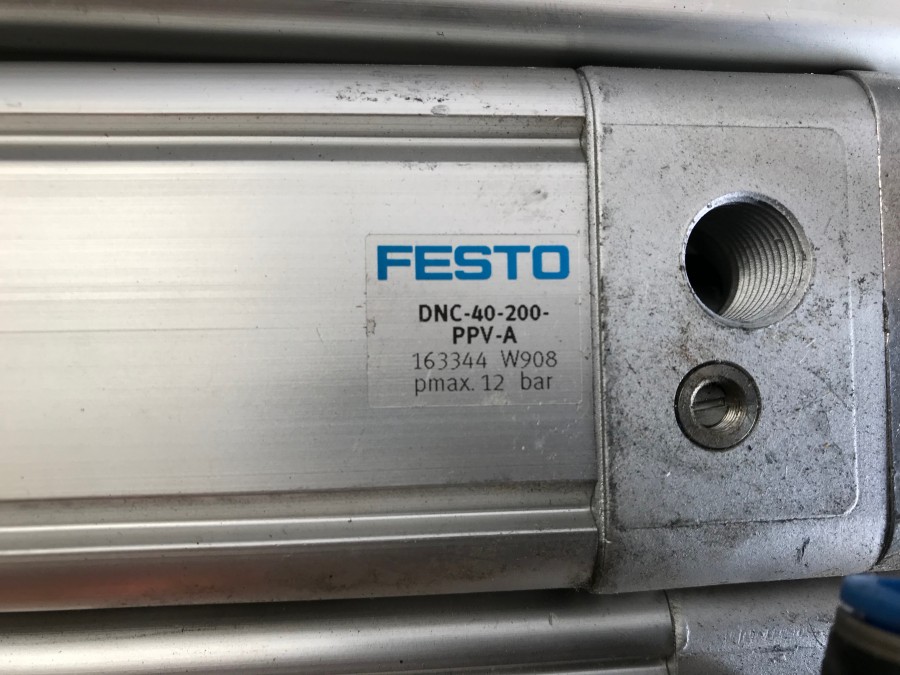 FESTO
DNC-40-200-
PPV-A
163344 W908
pmax. 12 bar